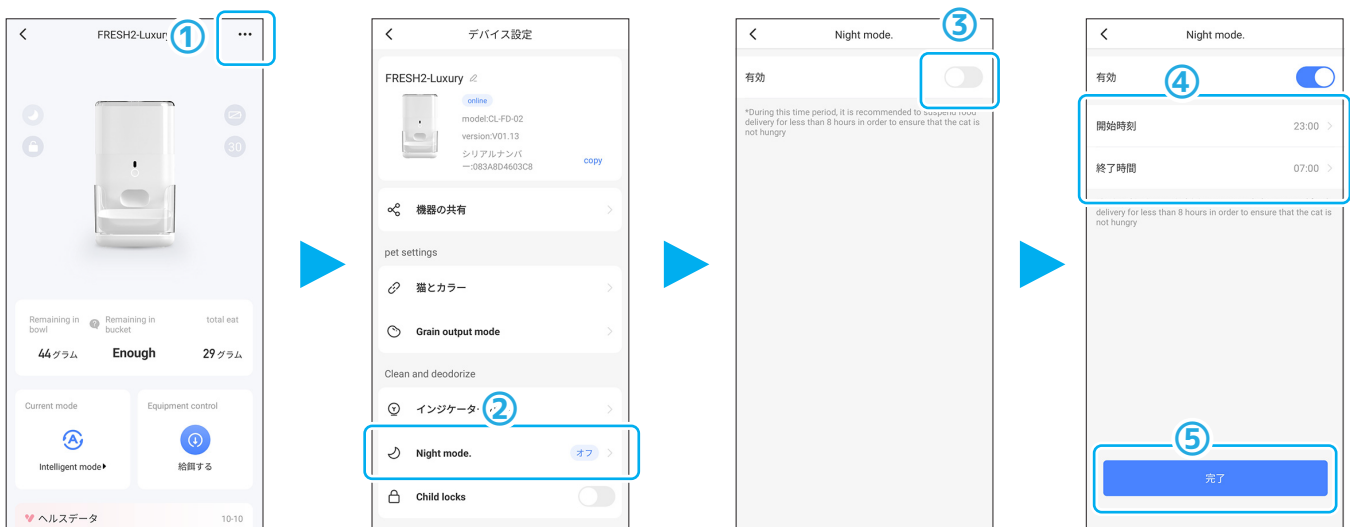 FRESH2-Luxur
①
44グラム
Remaining in
bowl
Remaining in
bucket
Enough
total eat
29グラム
30
Current mode
Intelligent mode
Equipment control
給餌する
ヘルスデータ
10-10
デバイス設定
FRESH2-Luxury
online
model:CL-FD-02
version:V01.13
シリアルナンバ
ー:083A8D4603C8
copy
機器の共有
pet settings
猫とカラー
Grain output mode
Clean and deodorize
インジケータ
②
Night mode.
オフ
Child locks
Night mode.
③
有効
*During this time period, it is recommended to suspend food
delivery for less than 8 hours in order to ensure that the cat is
not hungry
Night mode.
有効
④
開始時刻
23:00
終了時間
07:00
delivery for less than 8 hours in order to ensure that the cat is
not hungry
⑤
完了